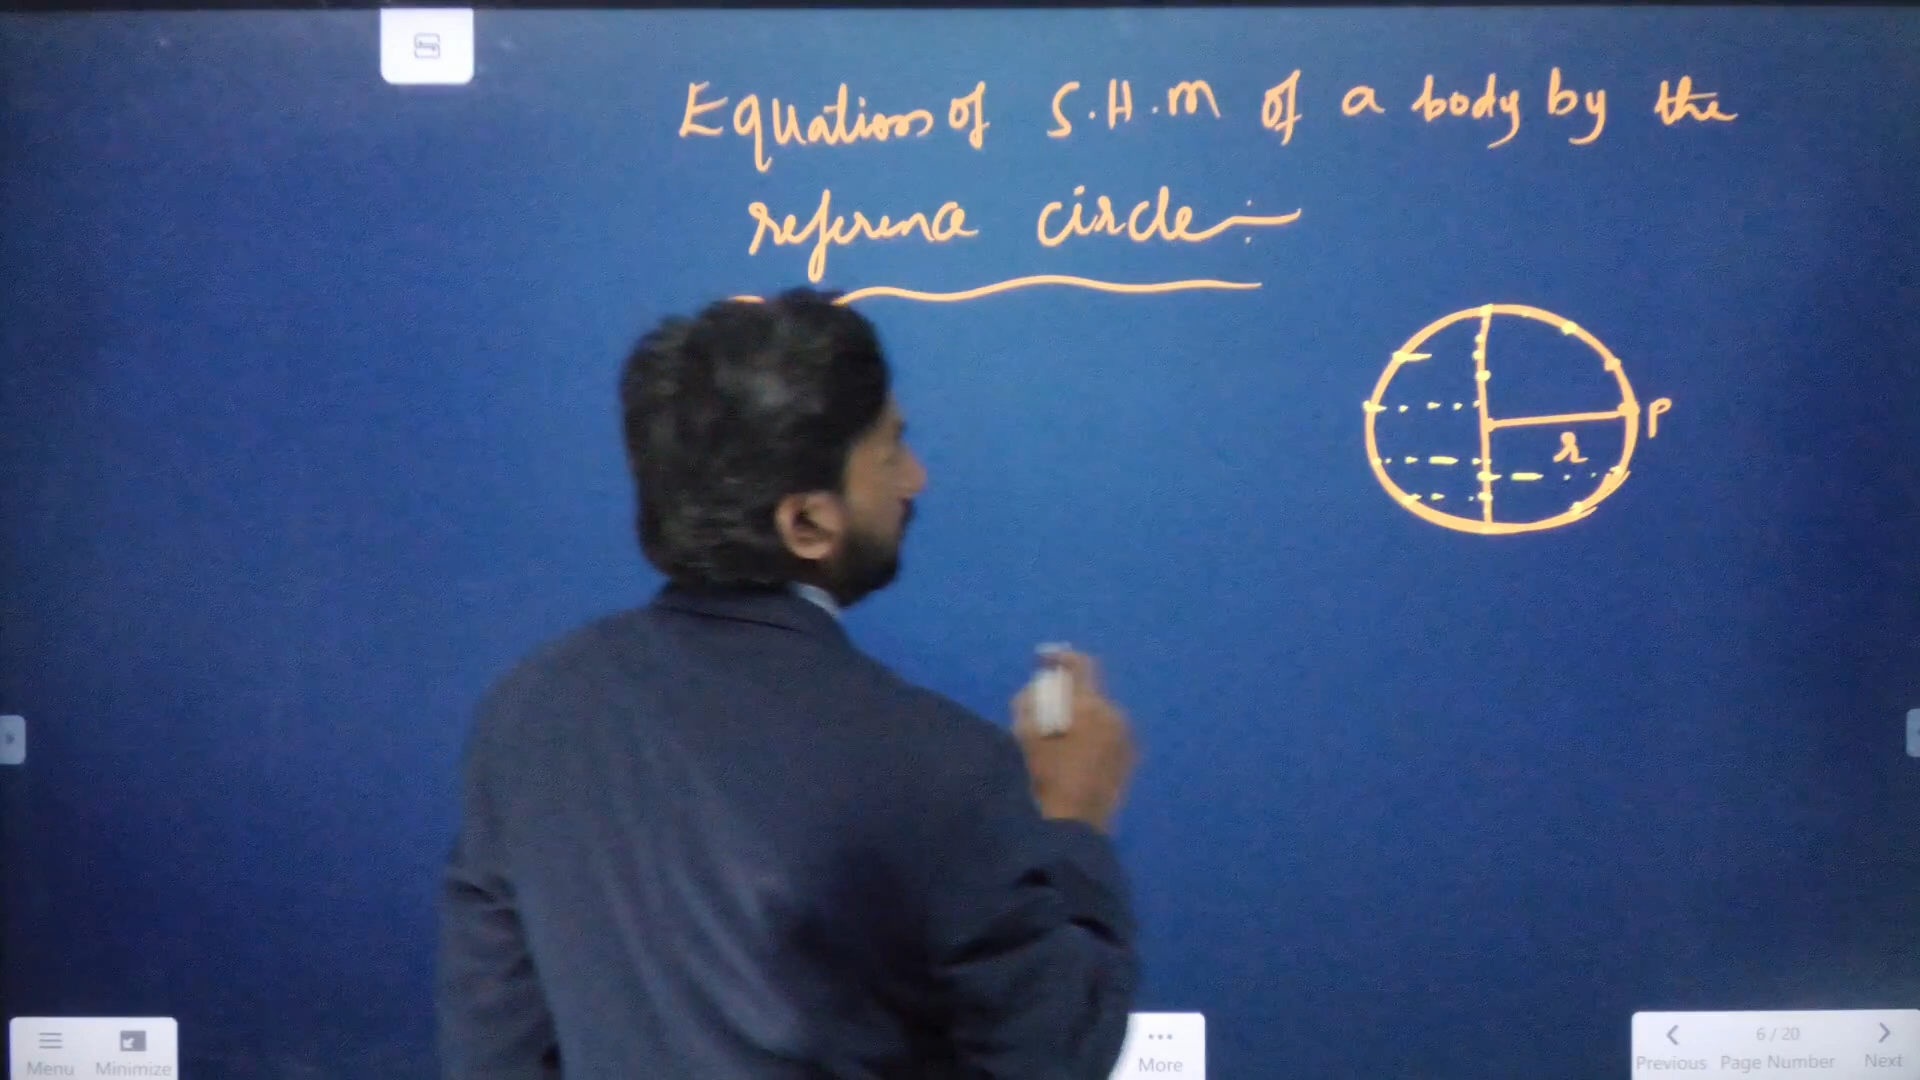 Equations of S.H.M of a body by the
reference circle:-
P
r
Menu
Minimize
More
Previous
6 / 20
Page Number
Next